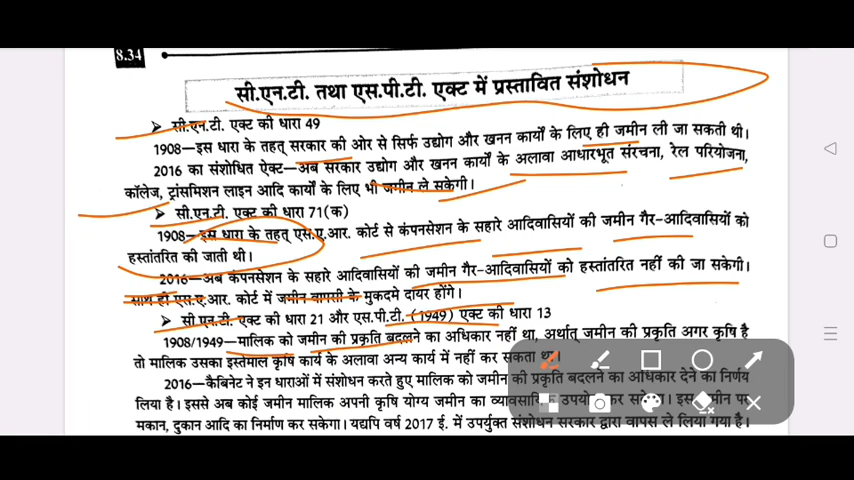 8.34
सी.एन.टी. तथा एस.पी.टी. एक्ट में प्रस्तावित संशोधन
➤ सी.एन.टी. एक्ट की धारा 49
1908–इस धारा के तहत् सरकार की ओर से सिर्फ उद्योग और खनन कार्यों के लिए ही जमीन ली जा सकती थी।
2016 का संशोधित ऐक्ट–अब सरकार उद्योग और खनन कार्यों के अलावा आधारभूत संरचना, रेल परियोजना,
कॉलेज, ट्रांसमिशन लाइन आदि कार्यों के लिए भी जमीन ले सकेगी।
➤ सी.एन.टी. एक्ट की धारा 71(क)
1908–इस धारा के तहत् एस.ए.आर. कोर्ट से कंपनसेशन के सहारे आदिवासियों की जमीन गैर-आदिवासियों को
हस्तांतरित की जाती थी।
2016–अब कंपनसेशन के सहारे आदिवासियों की जमीन गैर-आदिवासियों को हस्तांतरित नहीं की जा सकेगी।
साथ ही एस.ए.आर. कोर्ट में जमीन वापसी के मुकदमे दायर होंगे।
➤ सी.एन.टी. एक्ट की धारा 21 और एस.पी.टी. (1949) एक्ट की धारा 13
1908/1949–मालिक को जमीन की प्रकृति बदलने का अधिकार नहीं था, अर्थात् जमीन की प्रकृति अगर कृषि है
तो मालिक उसका इस्तेमाल कृषि कार्य के अलावा अन्य कार्य में नहीं कर सकता था।
2016–कैबिनेट ने इन धाराओं में संशोधन करते हुए मालिक को जमीन की प्रकृति बदलने का अधिकार देने का निर्णय
लिया है। इससे अब कोई जमीन मालिक अपनी कृषि योग्य जमीन का उपयोग कर सकेगा। इस जमीन पर
मकान, दुकान आदि का निर्माण कर सकेगा। यद्यपि वर्ष 2017 ई. में उपर्युक्त संशोधन सरकार द्वारा वापस ले लिया गया है।